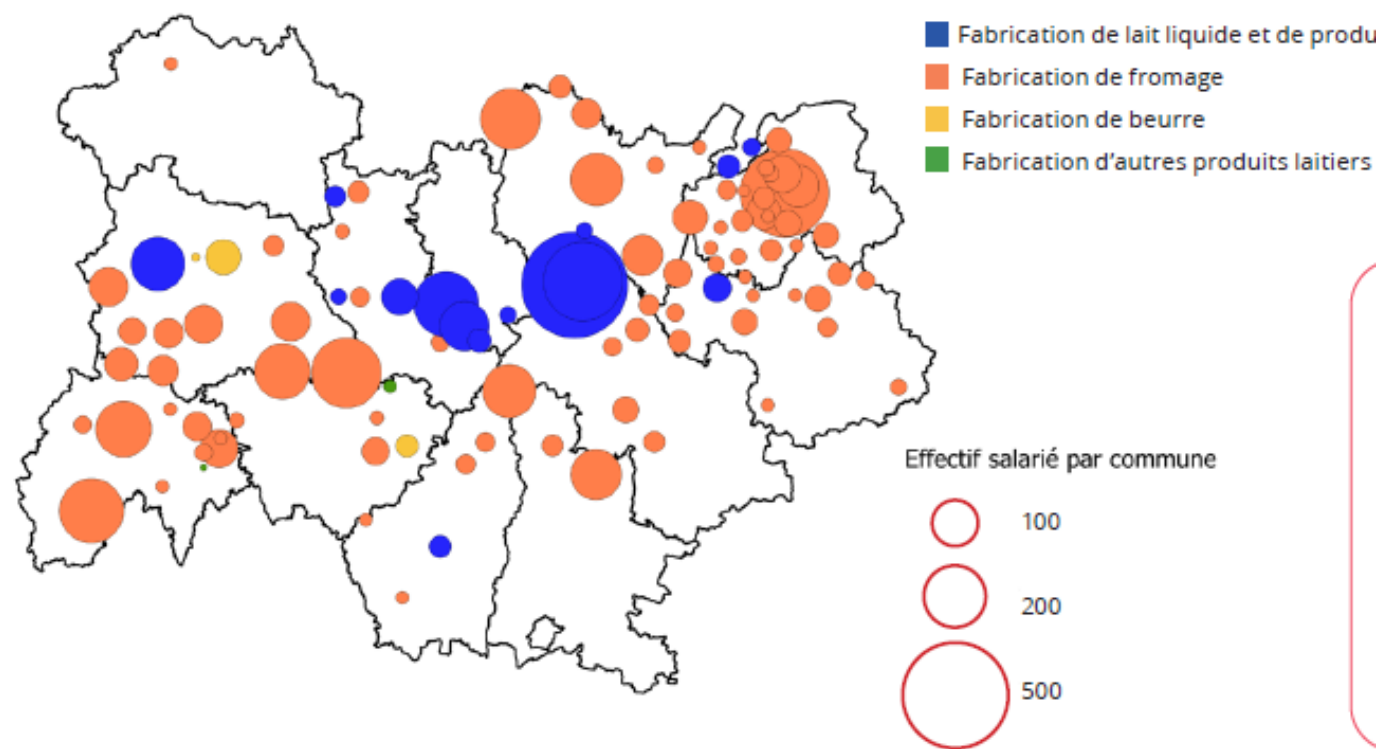 Fabrication de lait liquide et de produ
Fabrication de fromage
Fabrication de beurre
Fabrication d'autres produits laitiers
Effectif salarié par commune
100
200
500